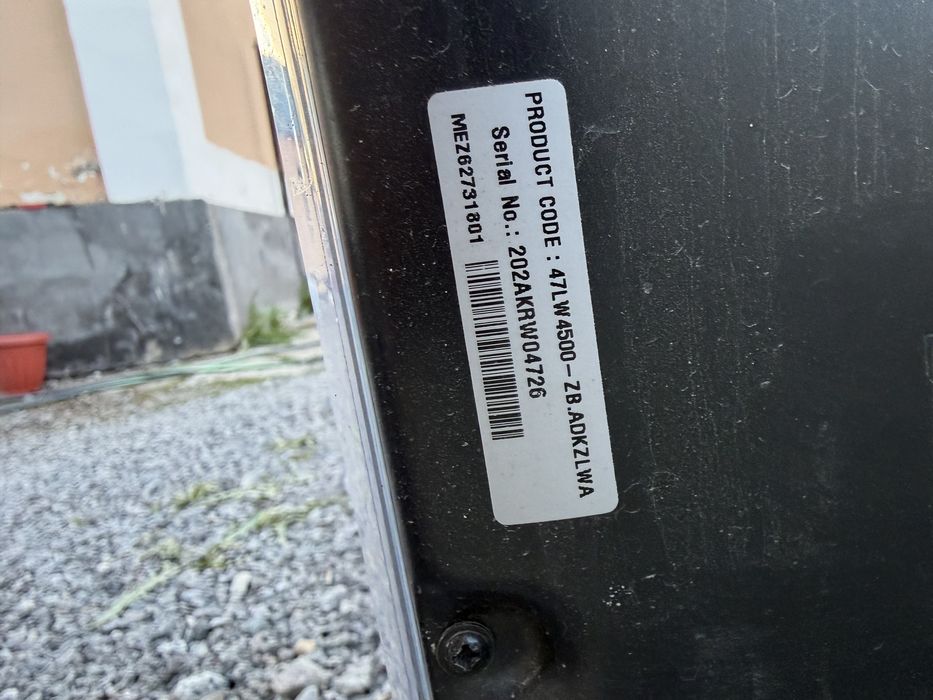 PRODUCT CODE : 47LW4500-ZB.ADKZLWA
Serial No.: 202AKRW04726
MEZ62731801